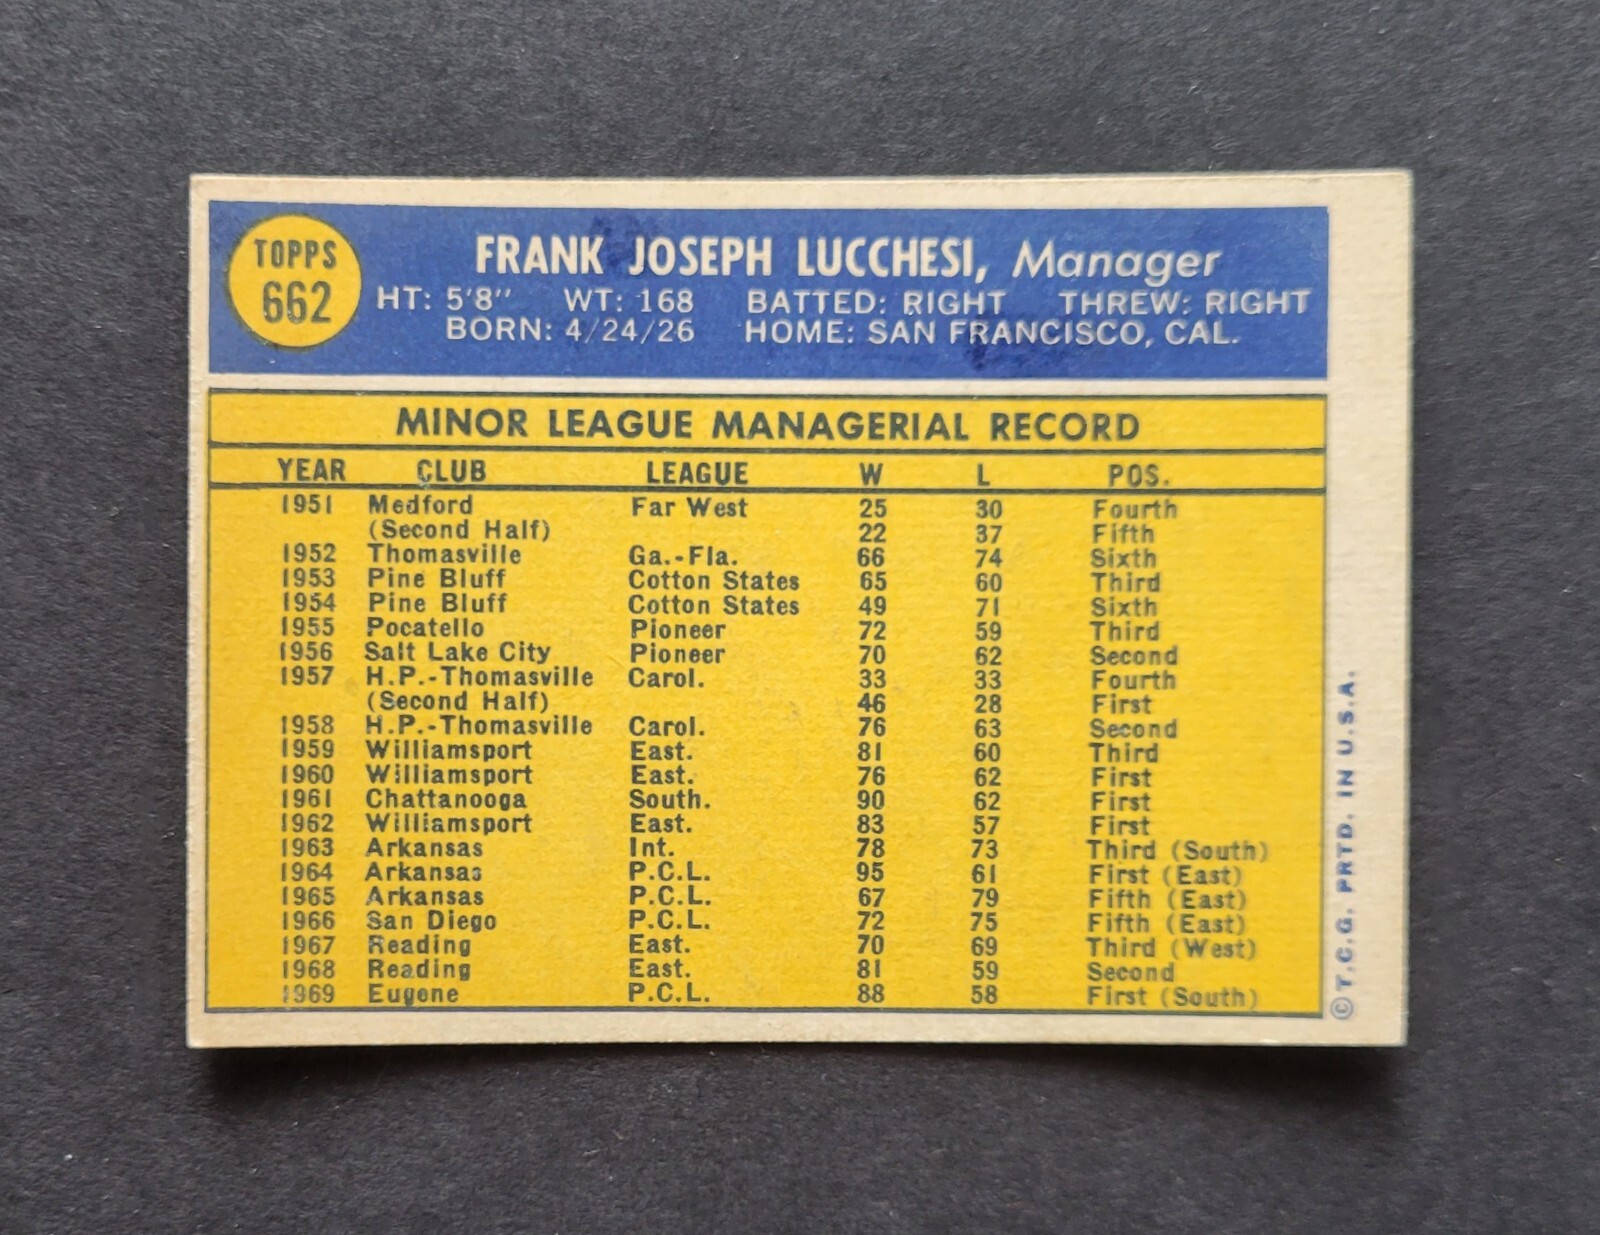 TOPPS
662
FRANK JOSEPH LUCCHESI, Manager
HT: 5'8" WT: 168 BATTED: RIGHT THREW: RIGHT
BORN: 4/24/26 HOME: SAN FRANCISCO, CAL.
MINOR LEAGUE MANAGERIAL RECORD
YEAR CLUB LEAGUE W L POS.
1951 Medford Far West 25 30 Fourth
(Second Half) 22 37 Fifth
1952 Thomasville Ga.-Fla. 66 74 Sixth
1953 Pine Bluff Cotton States 65 60 Third
1954 Pine Bluff Cotton States 49 71 Sixth
1955 Pocatello Pioneer 72 59 Third
1956 Salt Lake City Pioneer 70 62 Second
1957 H.P.-Thomasville Carol. 33 33 Fourth
(Second Half) 46 28 First
1958 H.P.-Thomasville Carol. 76 63 Second
1959 Williamsport East. 81 60 Third
1960 Williamsport East. 76 62 First
1961 Chattanooga South. 90 62 First
1962 Williamsport East. 83 57 First
1963 Arkansas Int. 78 73 Third (South)
1964 Arkansas P.C.L. 95 61 First (East)
1965 Arkansas P.C.L. 67 79 Fifth (East)
1966 San Diego P.C.L. 72 75 Fifth (East)
1967 Reading East. 70 69 Third (West)
1968 Reading East. 81 59 Second
1969 Eugene P.C.L. 88 58 First (South)
©T.C.G. PRTD. IN U.S.A.